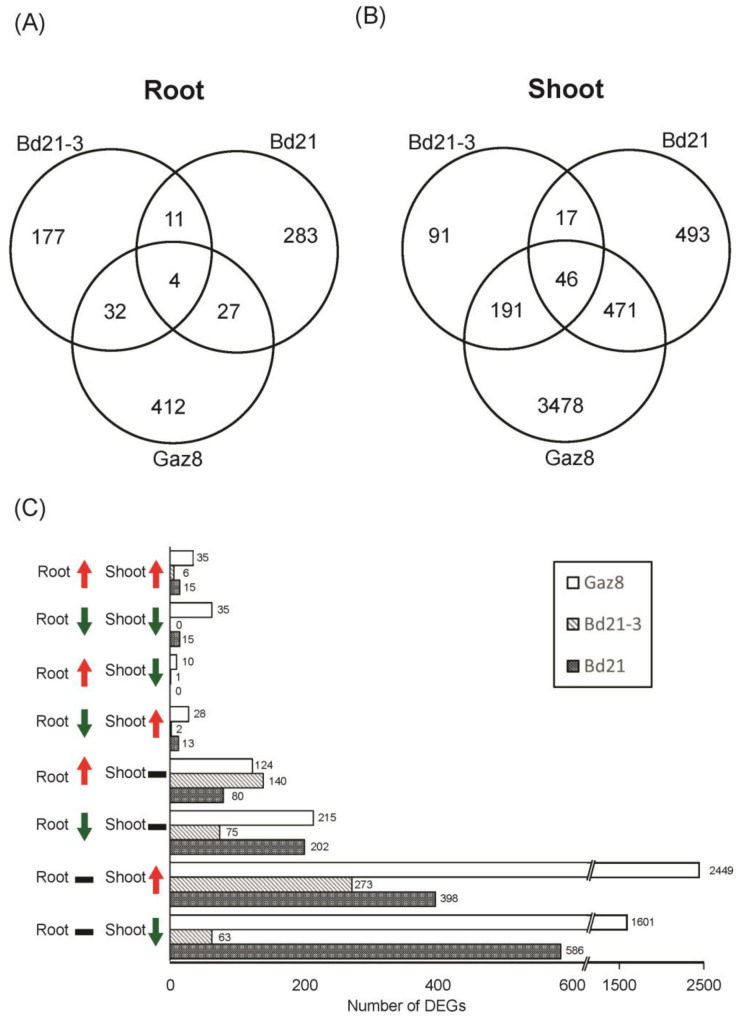 (A)
(B)
Root
Shoot
Bd21-3
Bd21
Bd21-3
Bd21
177
11
283
4
32
27
412
Gaz8
91
17
493
46
191
471
3478
Gaz8
(C)
Root Shoot 35
6
15
Root Shoot 35
0
15
Root Shoot 10
1
0
Root Shoot 28
2
13
Root Shoot 124
140
80
Root Shoot 215
75
202
Root Shoot 2449
273
398
Root Shoot 1601
63
586
Gaz8
Bd21-3
Bd21
0 200 400 600 1500 2500
Number of DEGs